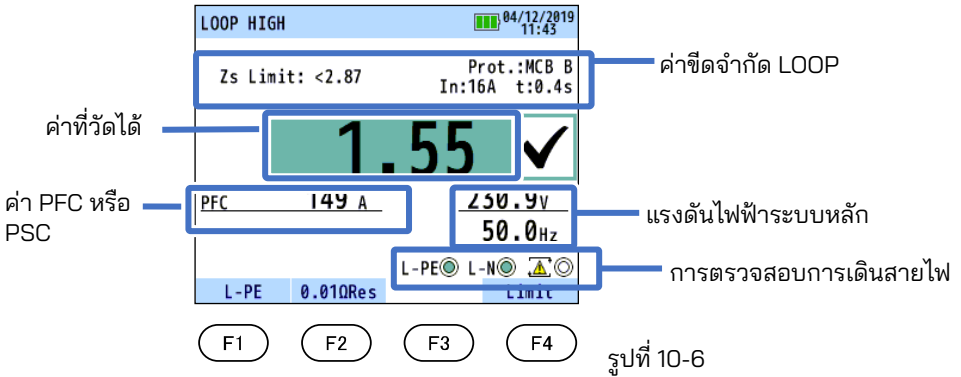 LOOP HIGH
04/12/2019
11:43
Zs Limit: <2.87
Prot.:MCB B
In:16A t:0.4s
ค่าขีดจำกัด LOOP
ค่าที่วัดได้
1.55
ค่า PFC หรือ
PSC
PFC 149 A
230.9V
50.0Hz
แรงดันไฟฟ้าระบบหลัก
L-PE L-N
การตรวจสอบการเดินสายไฟ
L-PE 0.01ΩRes Limit
F1 F2 F3 F4
รูปที่ 10-6